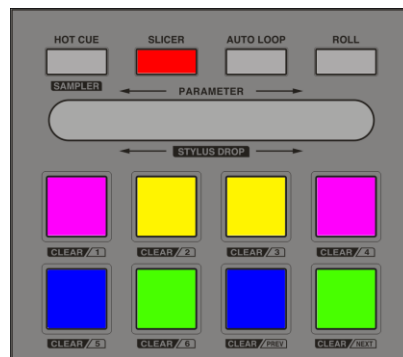 HOT CUE SLICER AUTO LOOP ROLL
SAMPLER
PARAMETER
STYLUS DROP
CLEAR/1 CLEAR/2 CLEAR/3 CLEAR/4
CLEAR/5 CLEAR/6 CLEAR/PREV CLEAR/NEXT